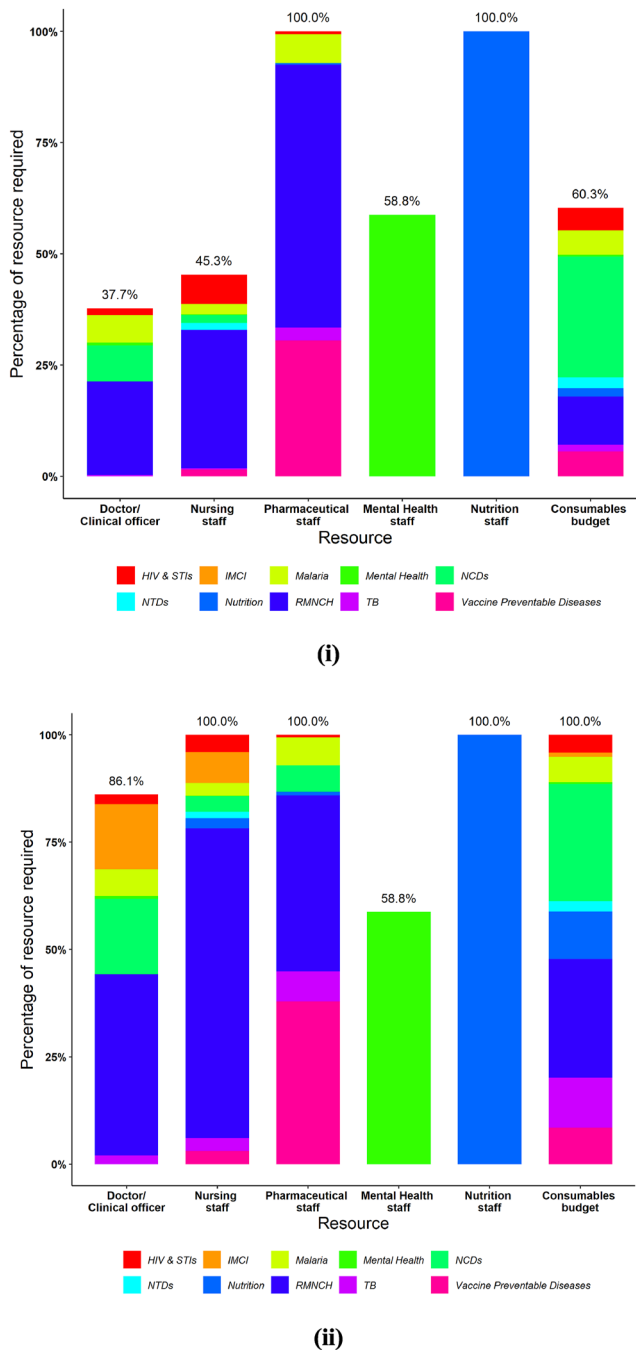 100.0%
100.0%
100%
75%
58.8%
60.3%
50%
45.3%
37.7%
25%
0%
Percentage of resource required
Doctor/ Nursing Pharmaceutical Mental Health Nutrition Consumables
Clinical officer staff staff staff staff budget
Resource
HIV & STIs IMCI Malaria Mental Health NCDs
NTDs Nutrition RMNCH TB Vaccine Preventable Diseases
(i)
100.0% 100.0% 100.0% 100.0%
100%
86.1%
75%
58.8%
50%
25%
0%
Percentage of resource required
Doctor/ Nursing Pharmaceutical Mental Health Nutrition Consumables
Clinical officer staff staff staff staff budget
Resource
HIV & STIs IMCI Malaria Mental Health NCDs
NTDs Nutrition RMNCH TB Vaccine Preventable Diseases
(ii)